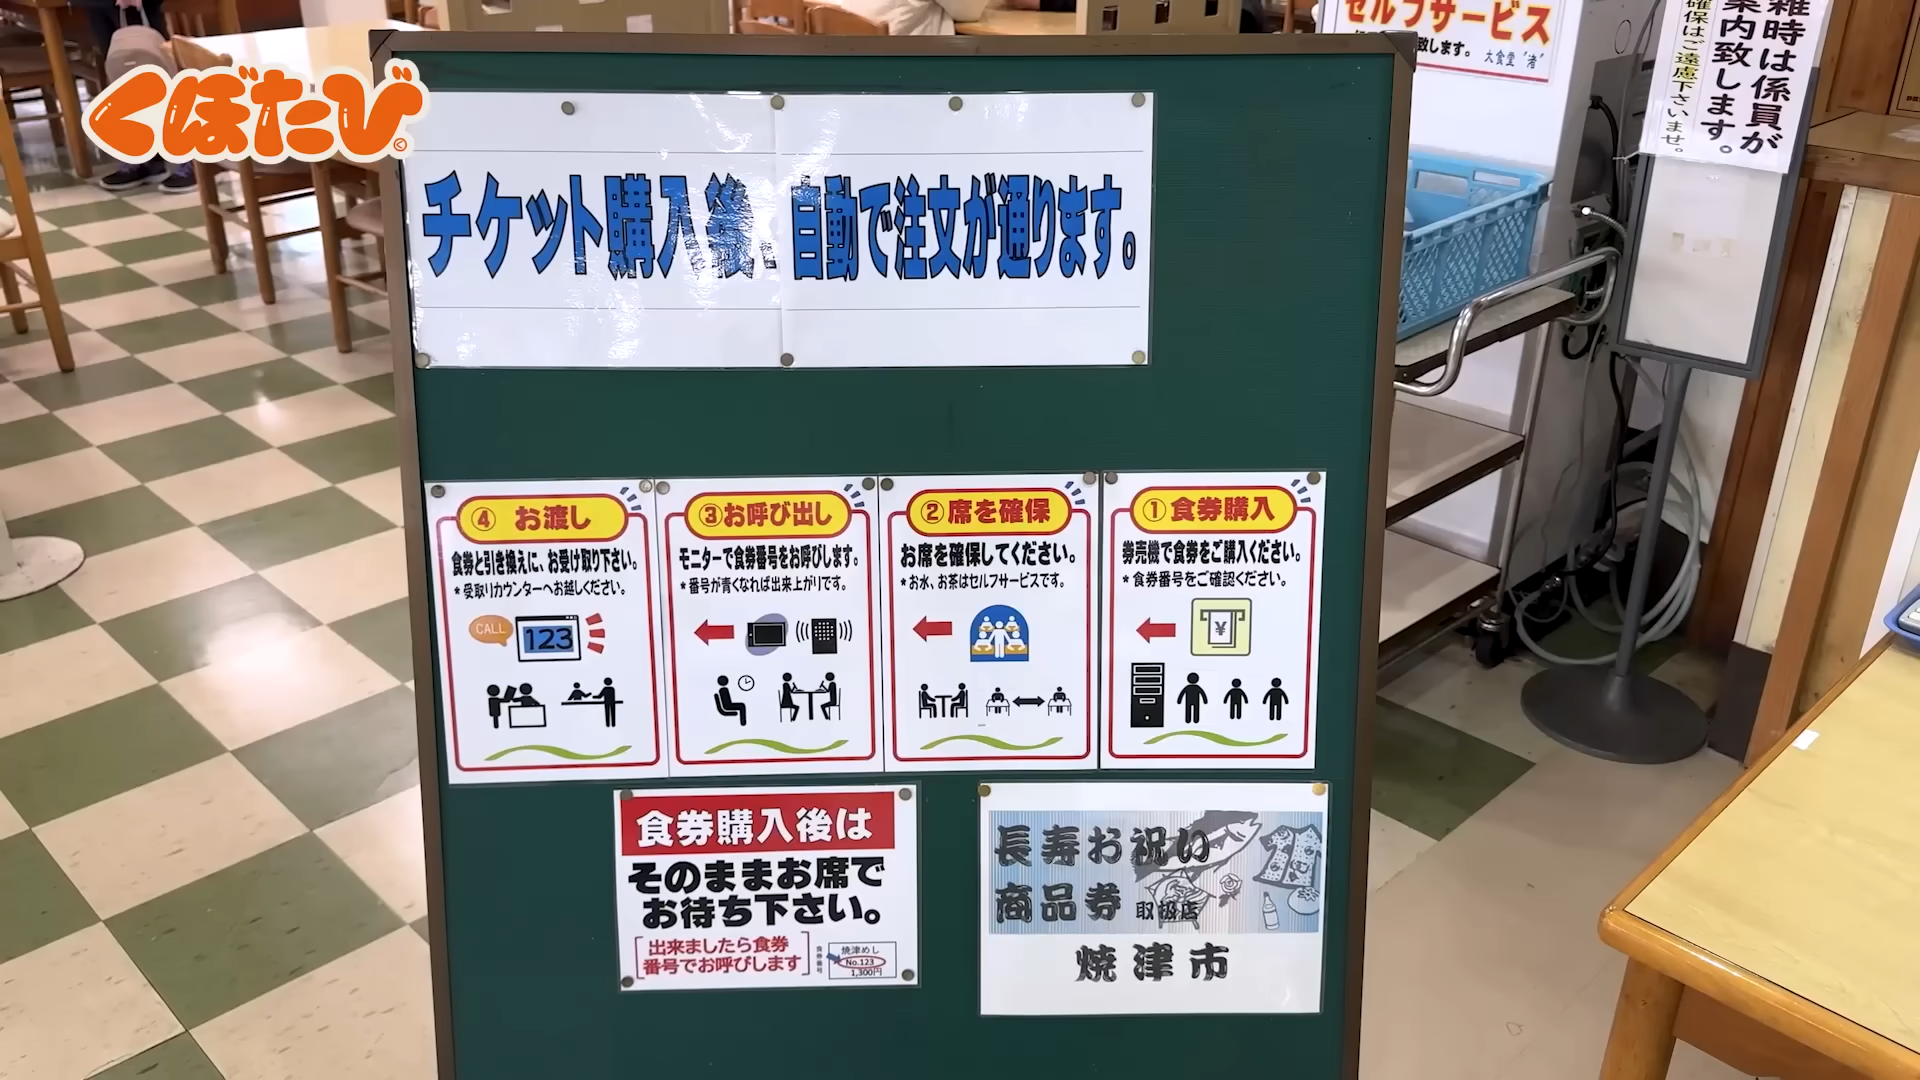 くぼたび
セルフサービス
致します。 大食堂“渚”
雑時は係員が
案内致します。
確保はご遠慮下さいませ。
チケット購入後、自動で注文が通ります。
① 食券購入
券売機で食券をご購入ください。
*食券番号をご確認ください。
¥
② 席を確保
お席を確保してください。
*お水、お茶はセルフサービスです。
③ お呼び出し
モニターで食券番号をお呼びします。
*番号が青くなれば出来上がりです。
④ お渡し
食券と引き換えに、お受け取り下さい。
*受取りカウンターへお越しください。
CALL
123
食券購入後は
そのままお席で
お待ち下さい。
出来ましたら食券
番号でお呼びします
食券番号
焼津めし
No.123
1,300円
長寿お祝い
商品券 取扱店
焼津市